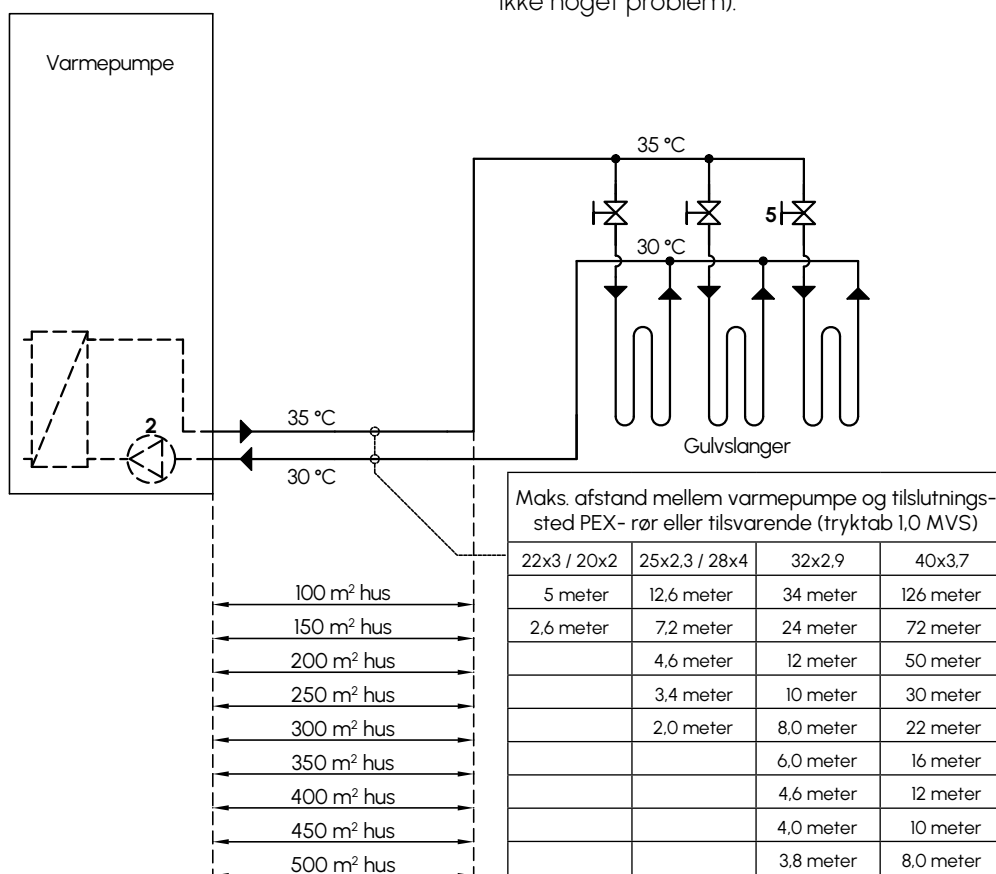 ikke noget problem).
Varmepumpe
35 °C
5
30 °C
2
35 °C
30 °C
Gulvslanger
Maks. afstand mellem varmepumpe og tilslutnings-
sted PEX- rør eller tilsvarende (tryktab 1,0 MVS)
22x3 / 20x2 25x2,3 / 28x4 32x2,9 40x3,7
100 m² hus 5 meter 12,6 meter 34 meter 126 meter
150 m² hus 2,6 meter 7,2 meter 24 meter 72 meter
200 m² hus 4,6 meter 12 meter 50 meter
250 m² hus 3,4 meter 10 meter 30 meter
300 m² hus 2,0 meter 8,0 meter 22 meter
350 m² hus 6,0 meter 16 meter
400 m² hus 4,6 meter 12 meter
450 m² hus 4,0 meter 10 meter
500 m² hus 3,8 meter 8,0 meter